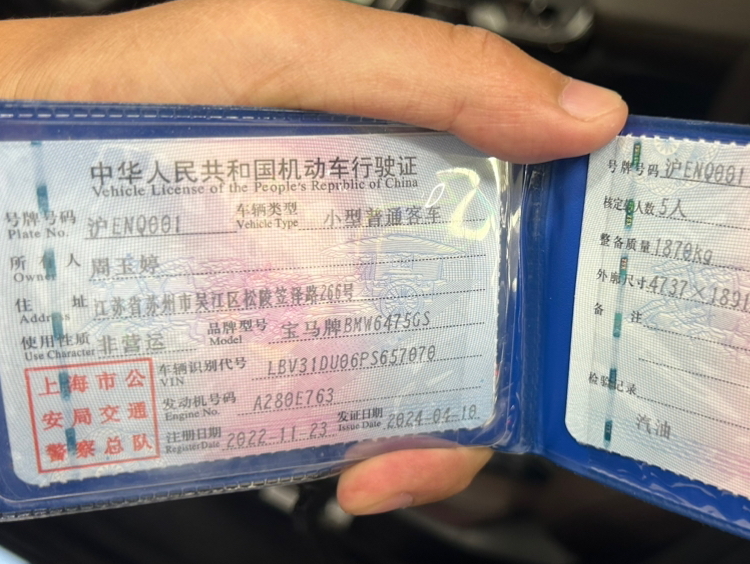 中华人民共和国机动车行驶证
Vehicle License of the People's Republic of China
号牌号码 沪ENQ001 车辆类型 小型普通客车
Plate No. Vehicle Type
所有人 周玉婷
Owner
住址 江苏省苏州市吴江区松陵笠泽路266号
Address
使用性质 非营运 品牌型号 宝马牌BMW6475GS
Use Character Model
上海市公
安局交通
警察总队
车辆识别代号 LBV31DU06PS657070
VIN
发动机号码 A280E763
Engine No.
注册日期 2022-11-23 发证日期 2024-04-10
Register Date Issue Date
号牌号码 沪ENQ001
核定载人数 5人
整备质量 1870kg
外廓尺寸 4737×1891
备注
检验记录
汽油